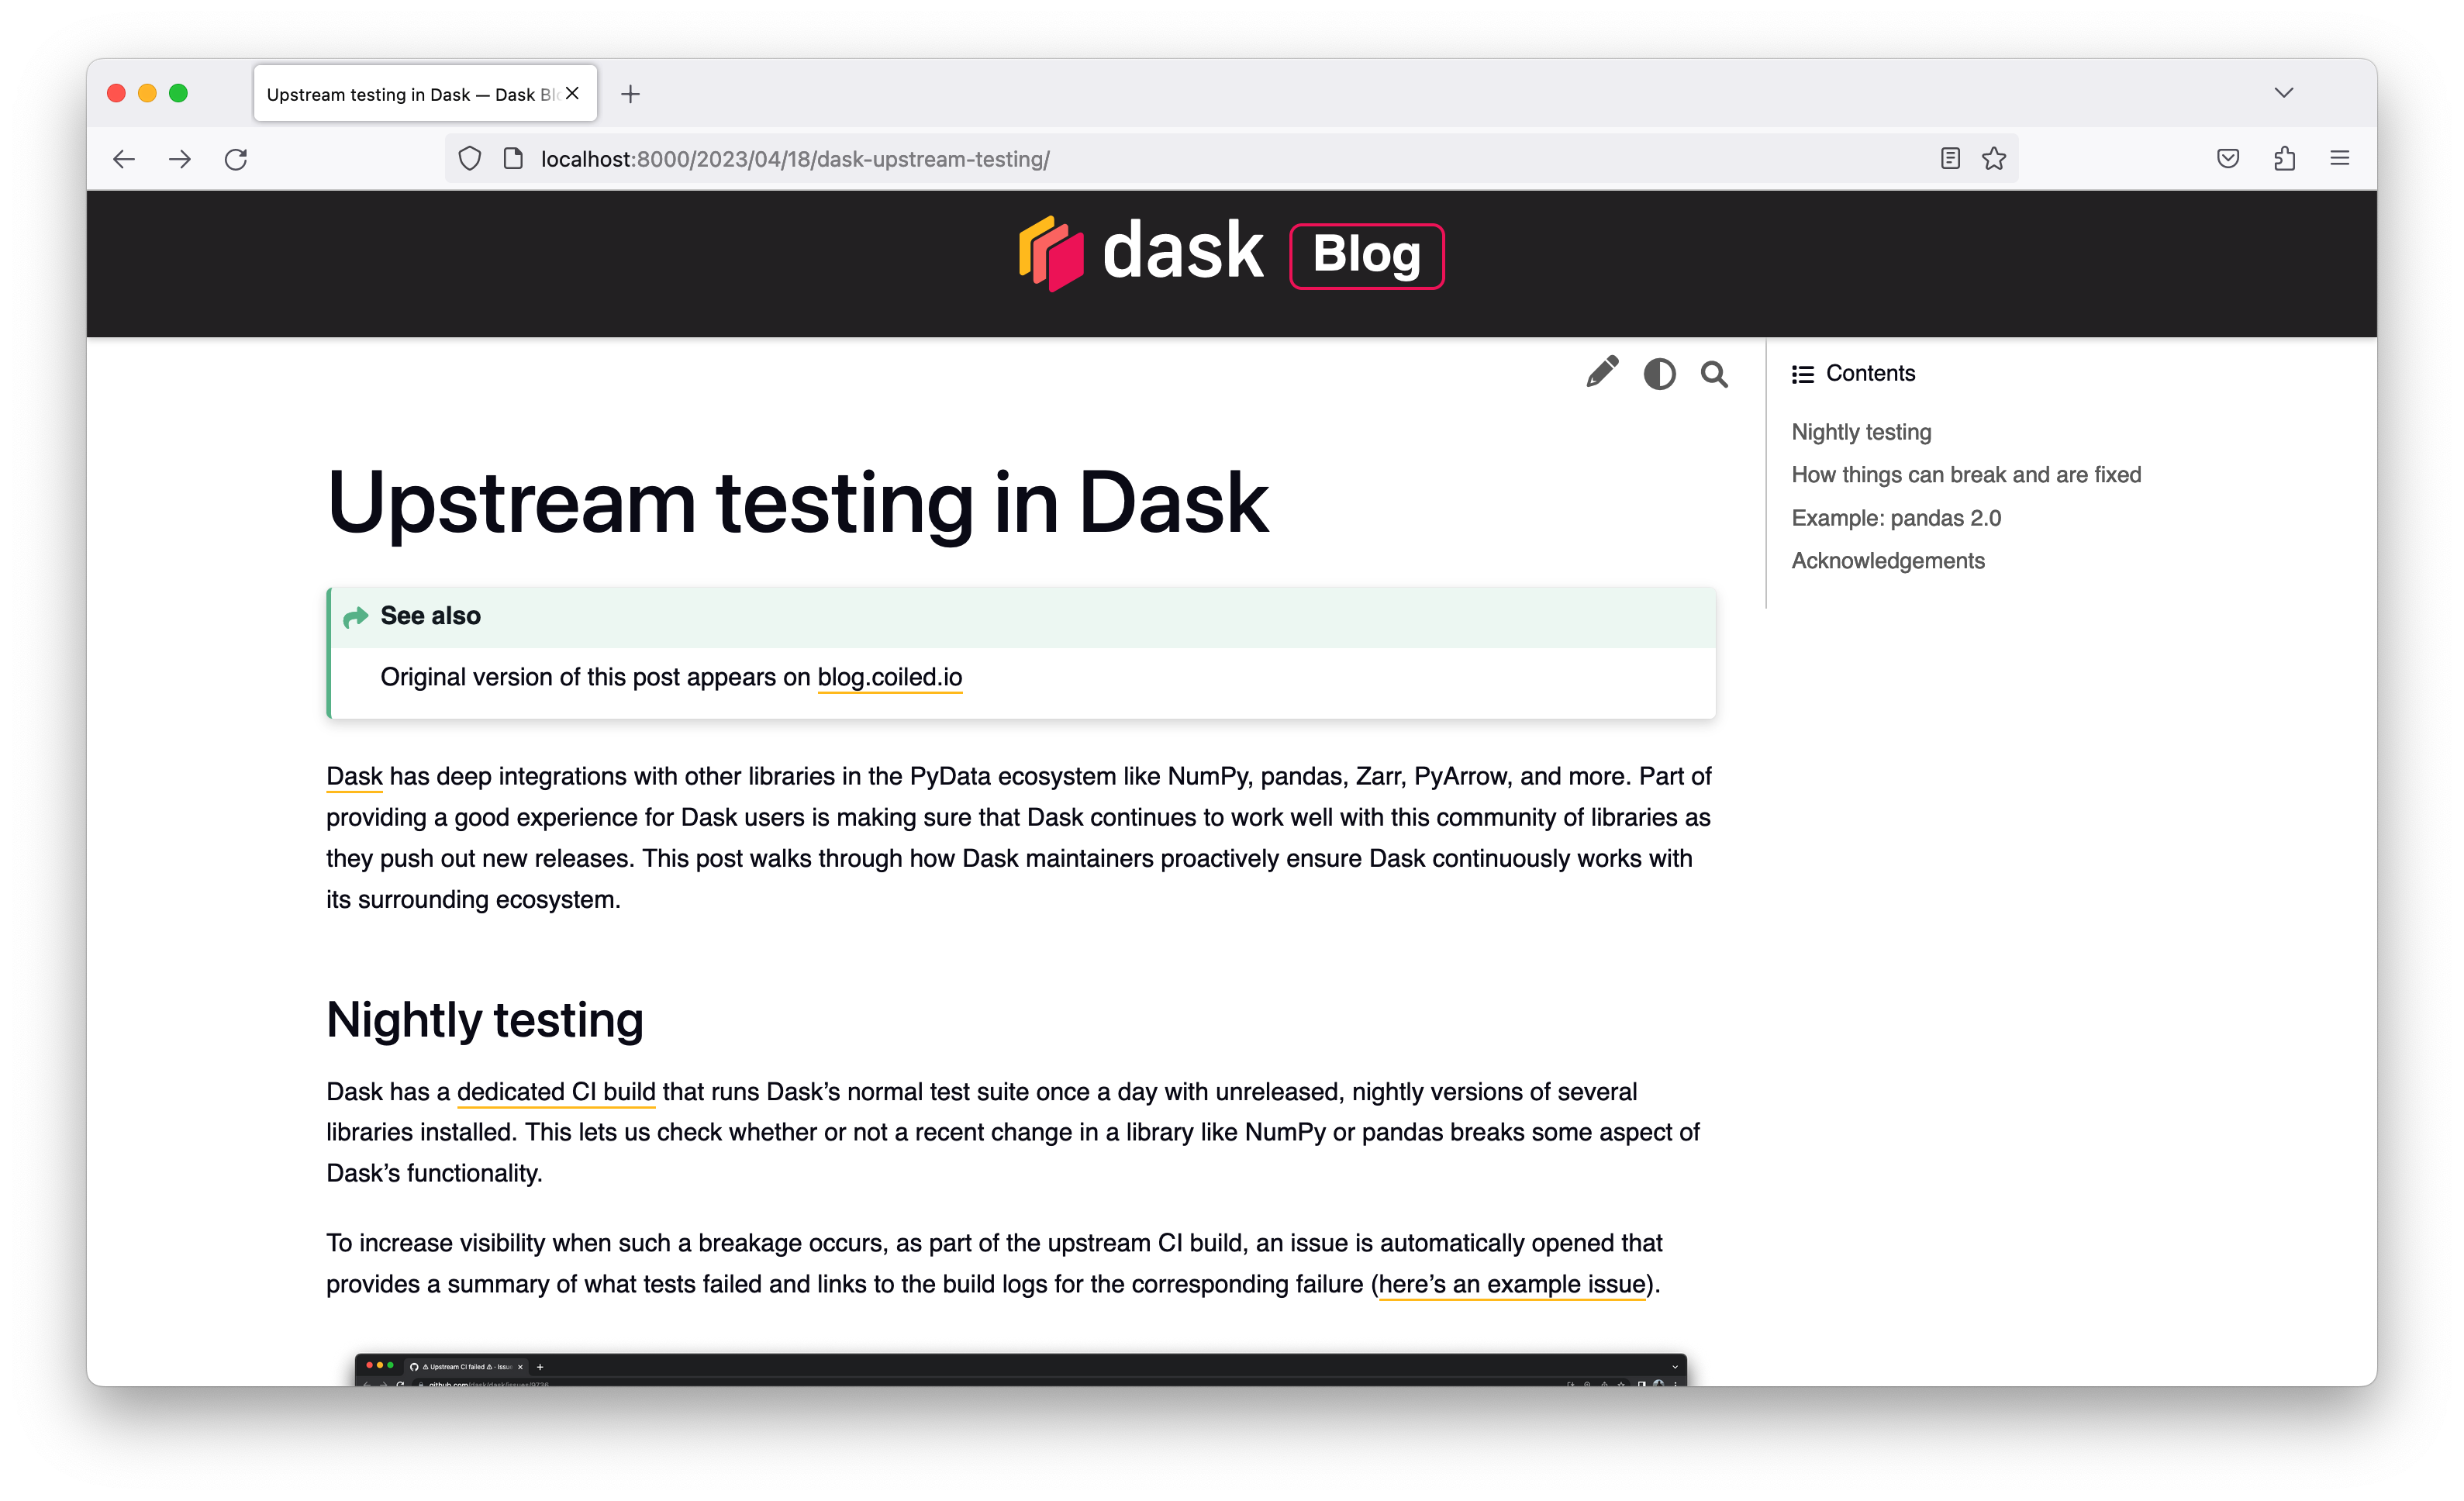 Upstream testing in Dask — Dask Bl
localhost:8000/2023/04/18/dask-upstream-testing/
dask Blog
Contents
Nightly testing
How things can break and are fixed
Example: pandas 2.0
Acknowledgements
Upstream testing in Dask
See also
Original version of this post appears on blog.coiled.io
Dask has deep integrations with other libraries in the PyData ecosystem like NumPy, pandas, Zarr, PyArrow, and more. Part of
providing a good experience for Dask users is making sure that Dask continues to work well with this community of libraries as
they push out new releases. This post walks through how Dask maintainers proactively ensure Dask continuously works with
its surrounding ecosystem.
Nightly testing
Dask has a dedicated CI build that runs Dask’s normal test suite once a day with unreleased, nightly versions of several
libraries installed. This lets us check whether or not a recent change in a library like NumPy or pandas breaks some aspect of
Dask’s functionality.
To increase visibility when such a breakage occurs, as part of the upstream CI build, an issue is automatically opened that
provides a summary of what tests failed and links to the build logs for the corresponding failure (here’s an example issue).
Upstream CI failed ⚠ · Issue
github.com/dask/dask/issues/9736